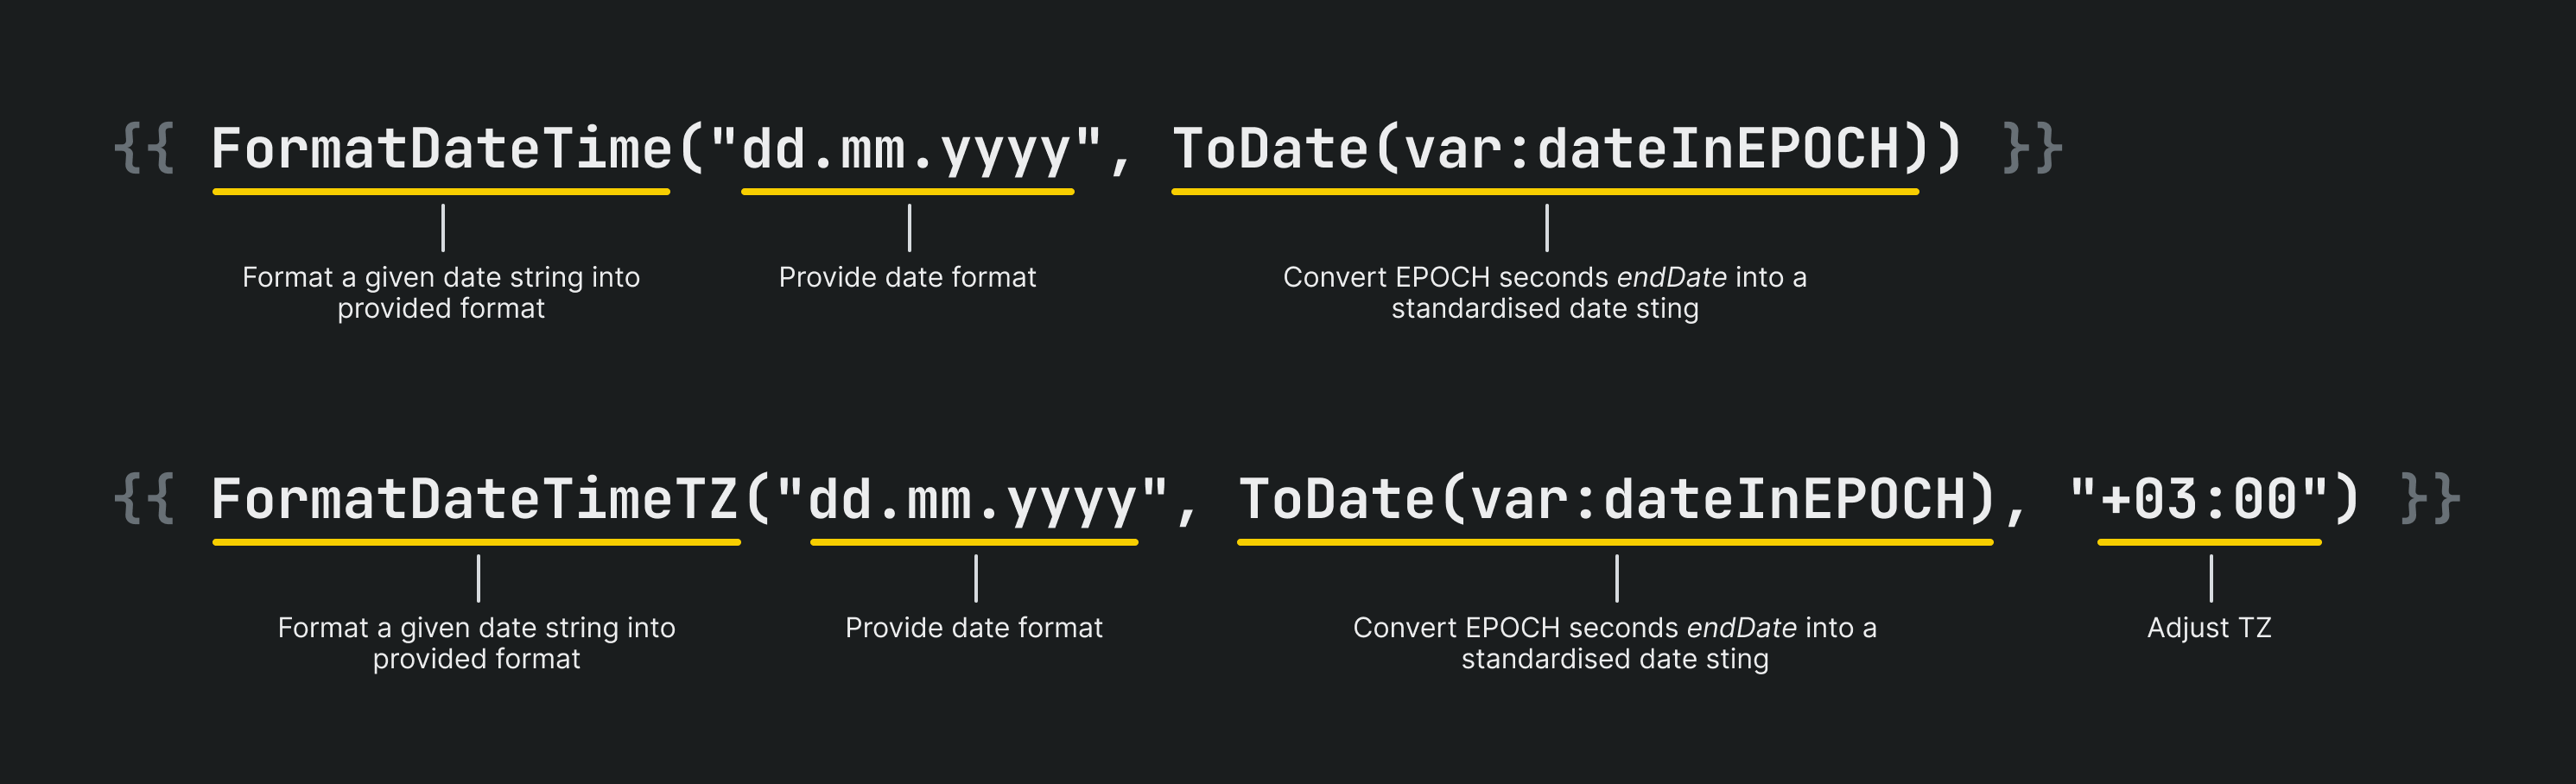 {{ FormatDateTime("dd.mm.yyyy", ToDate(var:dateInEPOCH)) }}
Format a given date string into
provided format
Provide date format
Convert EPOCH seconds endDate into a
standardised date sting
{{ FormatDateTimeTZ("dd.mm.yyyy", ToDate(var:dateInEPOCH), "+03:00") }}
Format a given date string into
provided format
Provide date format
Convert EPOCH seconds endDate into a
standardised date sting
Adjust TZ